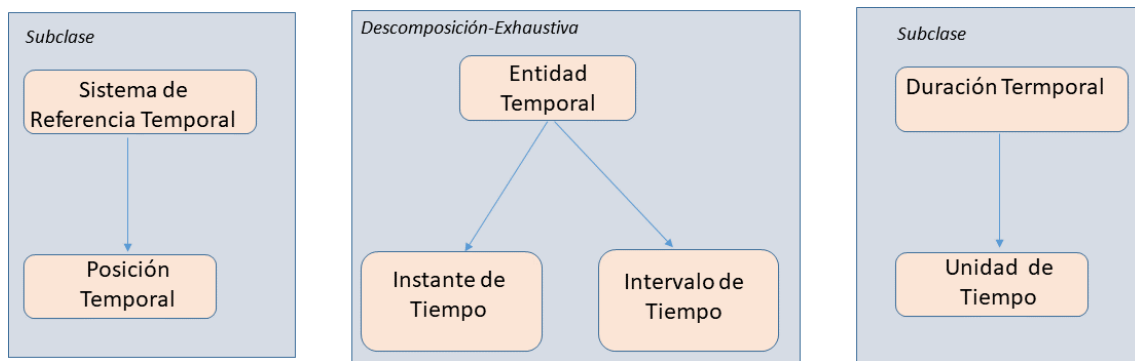 Subclase
Sistema de
Referencia Temporal
Posición
Temporal
Descomposición-Exhaustiva
Entidad
Temporal
Instante de
Tiempo
Intervalo de
Tiempo
Subclase
Duración Termporal
Unidad de
Tiempo